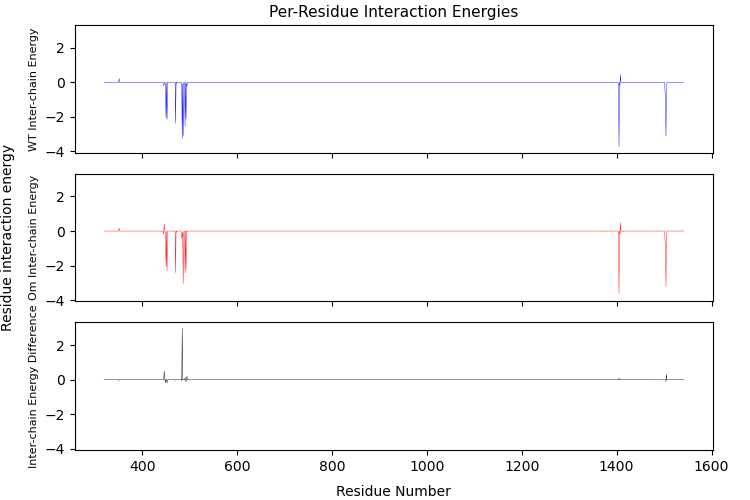 Per-Residue Interaction Energies
Residue interaction energy
WT Inter-chain Energy
2
0
−2
−4
Om Inter-chain Energy
2
0
−2
−4
Inter-chain Energy Difference
2
0
−2
−4
400 600 800 1000 1200 1400 1600
Residue Number